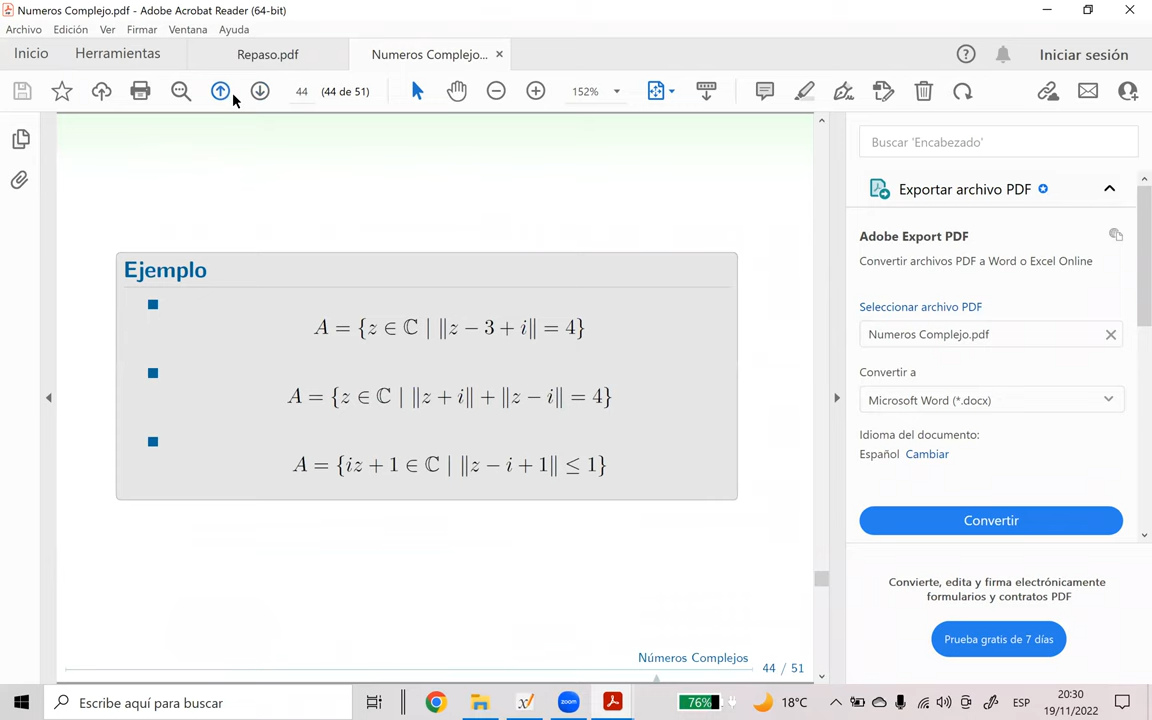 Numeros Complejo.pdf - Adobe Acrobat Reader (64-bit)
Archivo Edición Ver Firmar Ventana Ayuda
Inicio Herramientas Repaso.pdf Numeros Complejo... × Iniciar sesión
44 (44 de 51) 152%
Buscar 'Encabezado'
Exportar archivo PDF
Adobe Export PDF
Convertir archivos PDF a Word o Excel Online
Seleccionar archivo PDF
Numeros Complejo.pdf
Convertir a
Microsoft Word (*.docx)
Idioma del documento:
Español Cambiar
Convertir
Convierte, edita y firma electrónicamente
formularios y contratos PDF
Prueba gratis de 7 días
Ejemplo
A = {z ∈ ℂ | ‖z − 3 + i‖ = 4}
A = {z ∈ ℂ | ‖z + i‖ + ‖z − i‖ = 4}
A = {iz + 1 ∈ ℂ | ‖z − i + 1‖ ≤ 1}
Números Complejos 44 / 51
Escribe aquí para buscar
zoom
76%
18°C
ESP
20:30
19/11/2022